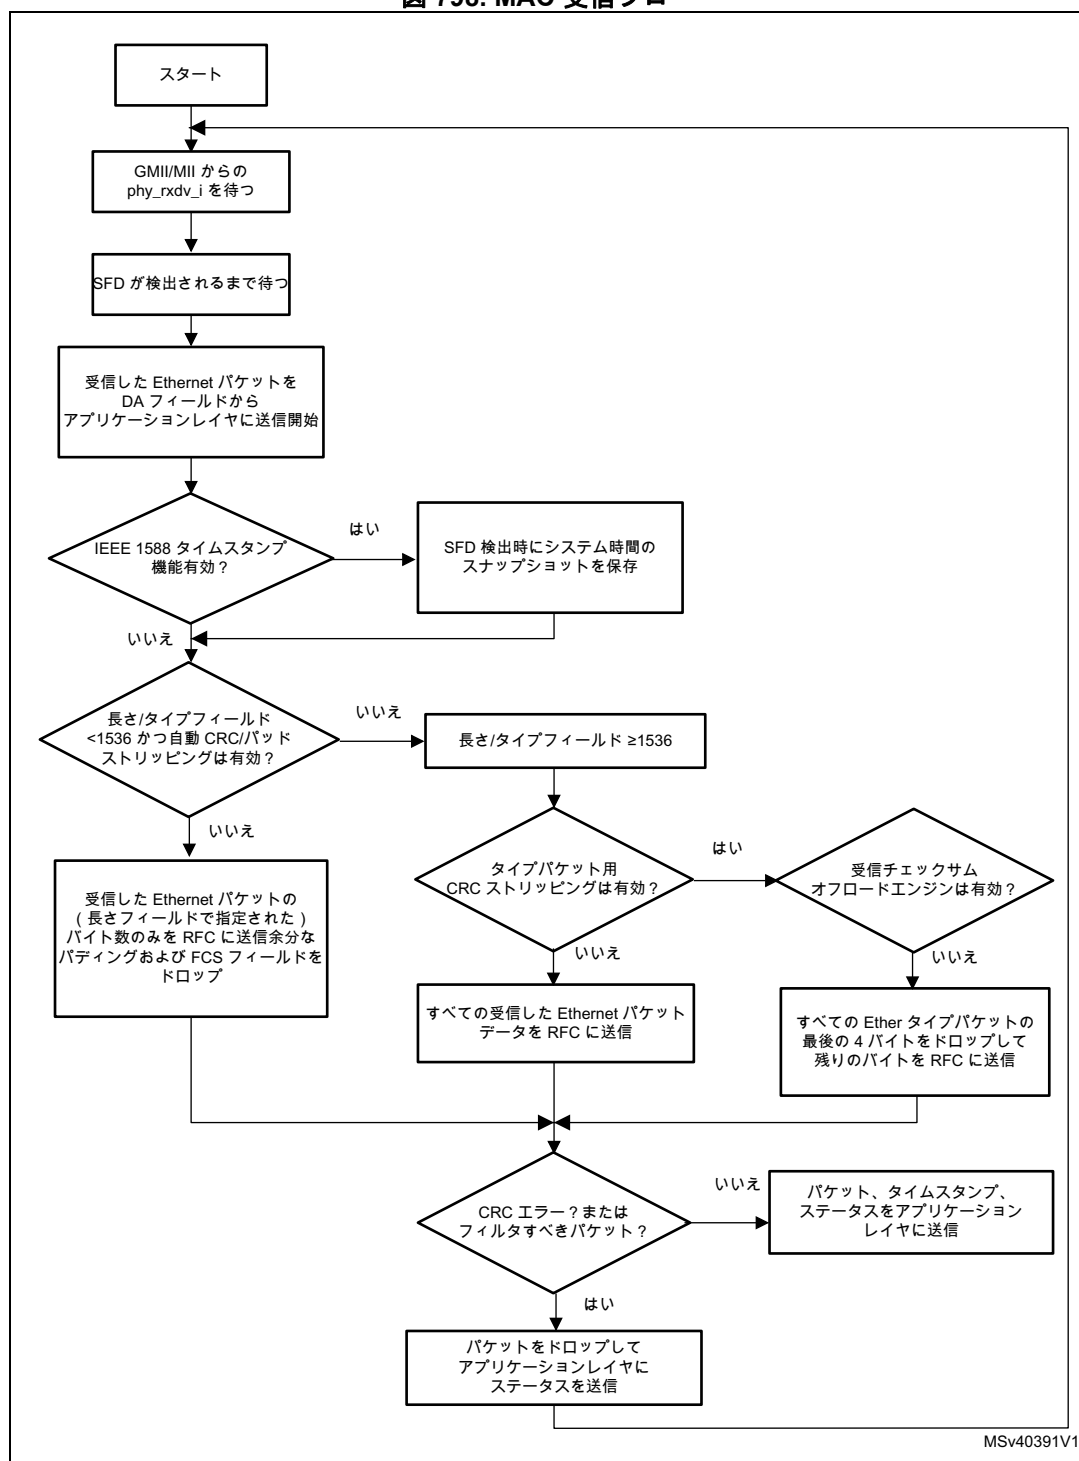 図 798. MAC 受信フロー
スタート
GMII/MII からの
phy_rxdv_i を待つ
SFD が検出されるまで待つ
受信した Ethernet パケットを
DA フィールドから
アプリケーションレイヤに送信開始
IEEE 1588 タイムスタンプ
機能有効？
はい
SFD 検出時にシステム時間の
スナップショットを保存
いいえ
長さ/タイプフィールド
<1536 かつ自動 CRC/パッド
ストリッピングは有効？
いいえ
長さ/タイプフィールド ≥1536
いいえ
受信した Ethernet パケットの
（長さフィールドで指定された）
バイト数のみを RFC に送信余分な
パディングおよび FCS フィールドを
ドロップ
タイプパケット用
CRC ストリッピングは有効？
はい
受信チェックサム
オフロードエンジンは有効？
いいえ
いいえ
すべての受信した Ethernet パケット
データを RFC に送信
すべての Ether タイプパケットの
最後の 4 バイトをドロップして
残りのバイトを RFC に送信
CRC エラー？または
フィルタすべきパケット？
いいえ
パケット、タイムスタンプ、
ステータスをアプリケーション
レイヤに送信
はい
パケットをドロップして
アプリケーションレイヤに
ステータスを送信
MSv40391V1